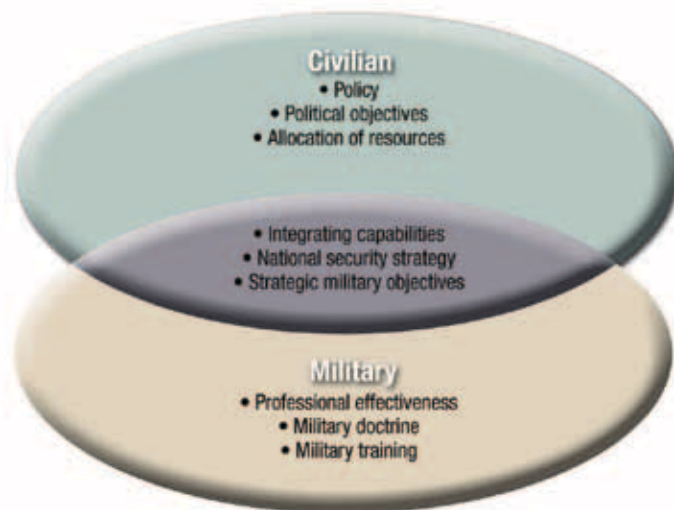 Civilian
• Policy
• Political objectives
• Allocation of resources
• Integrating capabilities
• National security strategy
• Strategic military objectives
Military
• Professional effectiveness
• Military doctrine
• Military training